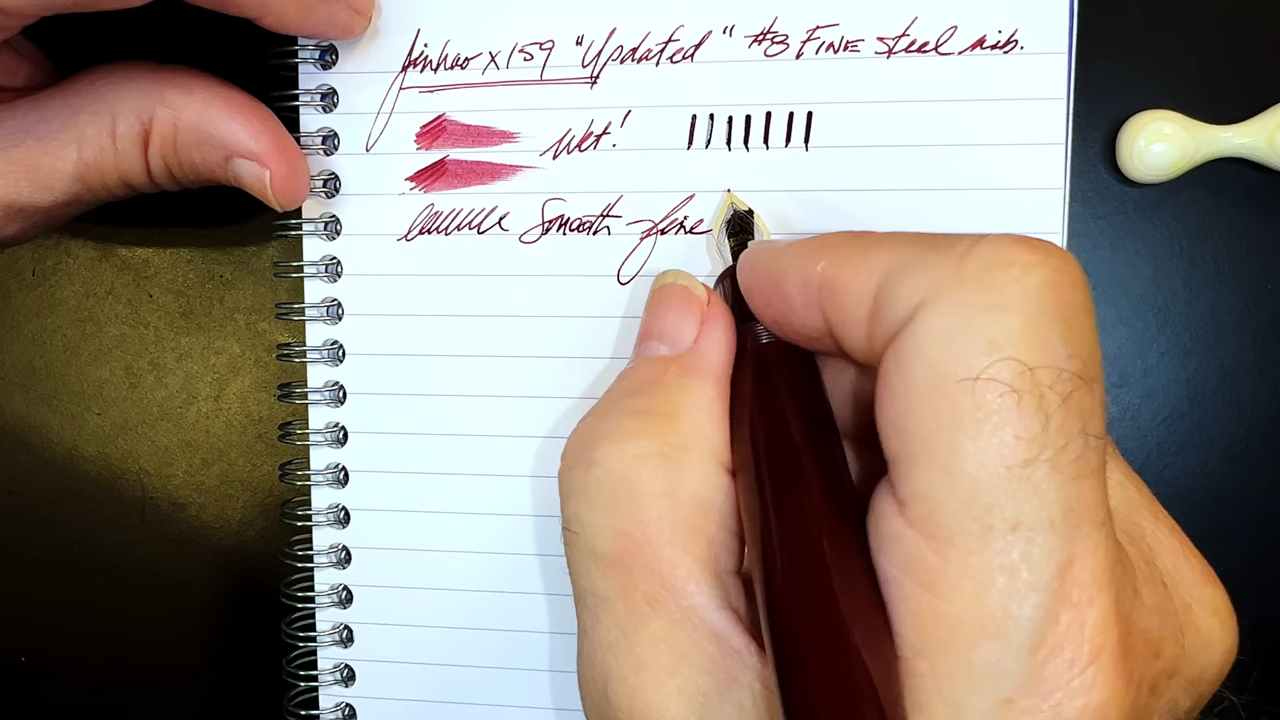 Jinhao x159 "Updated" #8 FINE steel nib.
Wet!
Smooth - fine